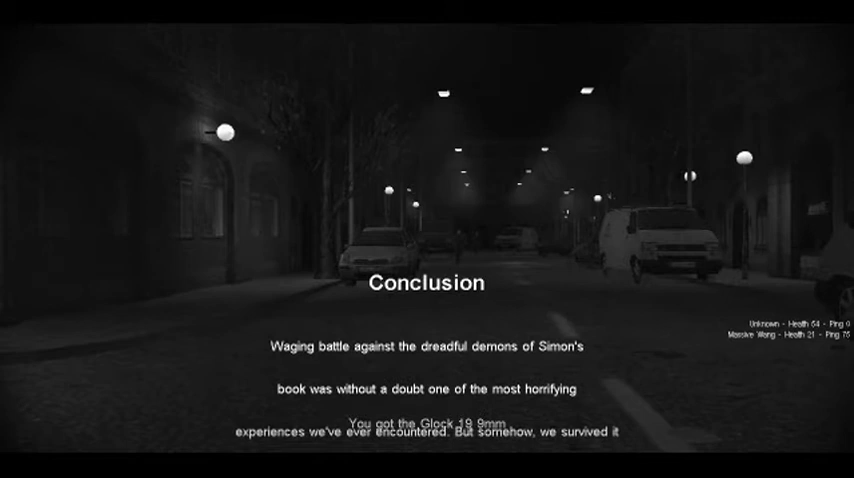 Conclusion
Unknown - Health 54 - Ping 0
Massive Wang - Health 21 - Ping 75
Waging battle against the dreadful demons of Simon's
book was without a doubt one of the most horrifying
You got the Glock 19 9mm
experiences we've ever encountered. But somehow, we survived it